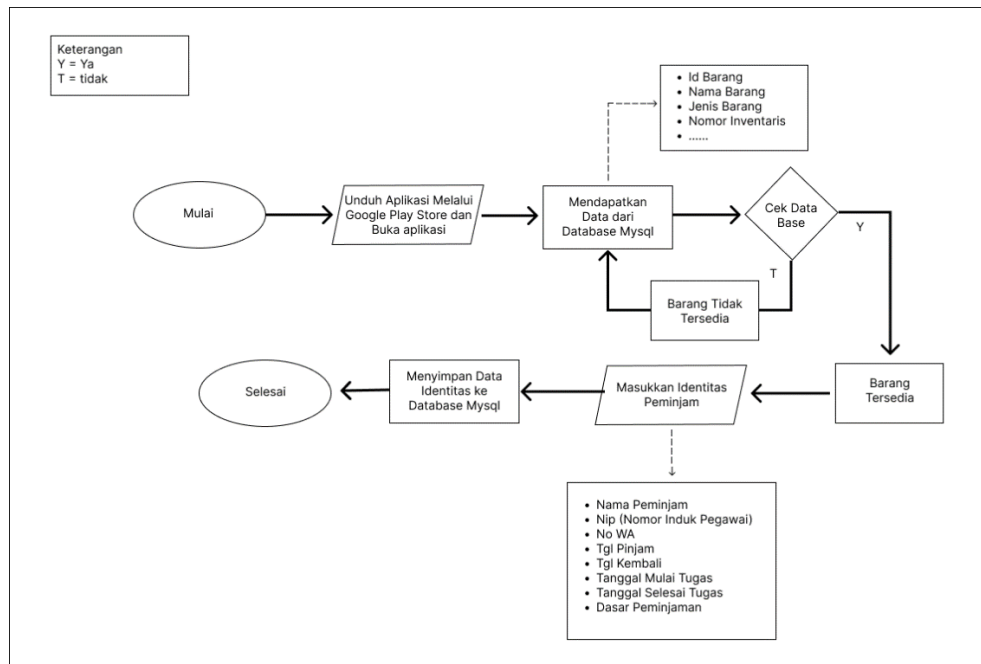 Keterangan
Y = Ya
T = tidak
Id Barang
Nama Barang
Jenis Barang
Nomor Inventaris
......
Mulai
Unduh Aplikasi Melalui
Google Play Store dan
Buka aplikasi
Mendapatkan
Data dari
Database Mysql
Cek Data
Base
Y
T
Barang Tidak
Tersedia
Barang
Tersedia
Masukkan Identitas
Peminjam
Menyimpan Data
Identitas ke
Database Mysql
Selesai
Nama Peminjam
Nip (Nomor Induk Pegawai)
No WA
Tgl Pinjam
Tgl Kembali
Tanggal Mulai Tugas
Tanggal Selesai Tugas
Dasar Peminjaman